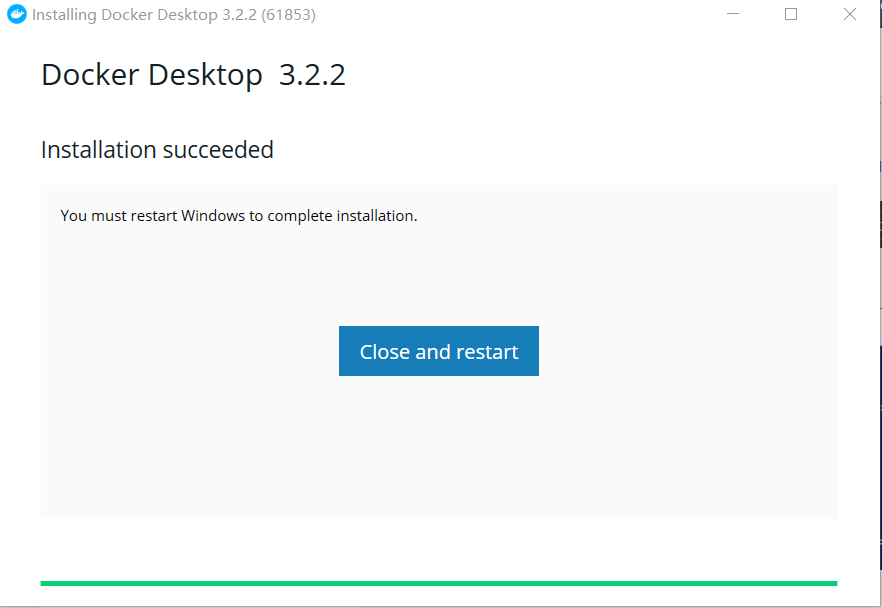 Installing Docker Desktop 3.2.2 (61853)
Docker Desktop 3.2.2
Installation succeeded
You must restart Windows to complete installation.
Close and restart